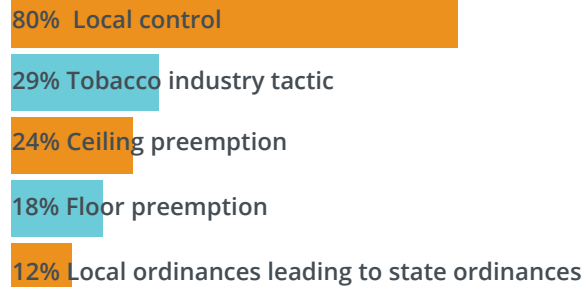 80% Local control
29% Tobacco industry tactic
24% Ceiling preemption
18% Floor preemption
12% Local ordinances leading to state ordinances